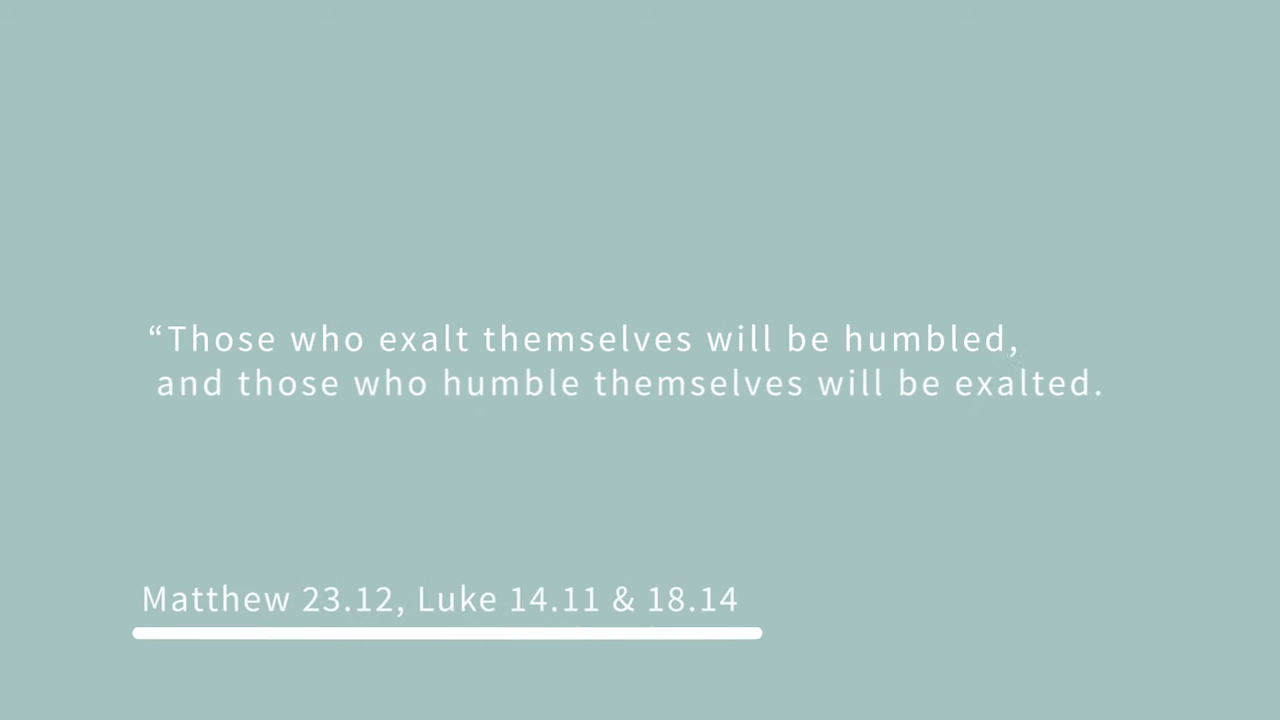 “Those who exalt themselves will be humbled,
and those who humble themselves will be exalted.
Matthew 23.12, Luke 14.11 & 18.14